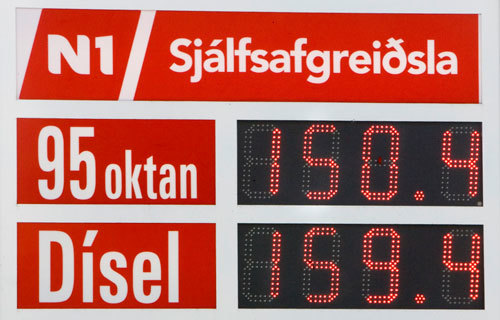 N1 Sjálfsafgreiðsla
95 oktan 150.4
Dísel 159.4